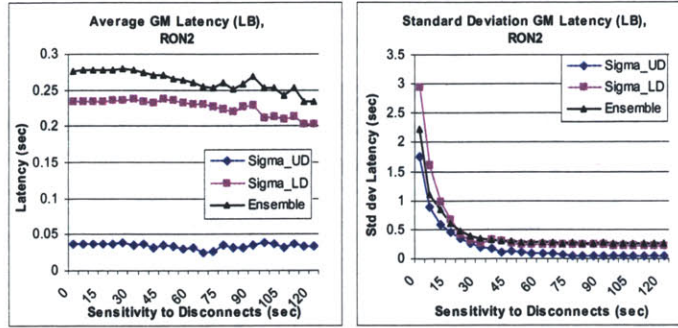 Average GM Latency (LB),
RON2
0.3
0.25
0.2
0.15
0.1
0.05
0
Latency (sec)
Sigma_UD
Sigma_LD
Ensemble
0
15
30
45
60
75
90
105
120
Sensitivity to Disconnects (sec)
Standard Deviation GM Latency (LB),
RON2
3.5
3
2.5
2
1.5
1
0.5
0
Std dev Latency (sec)
Sigma_UD
Sigma_LD
Ensemble
0
15
30
45
60
75
90
105
120
Sensitivity to Disconnects (sec)